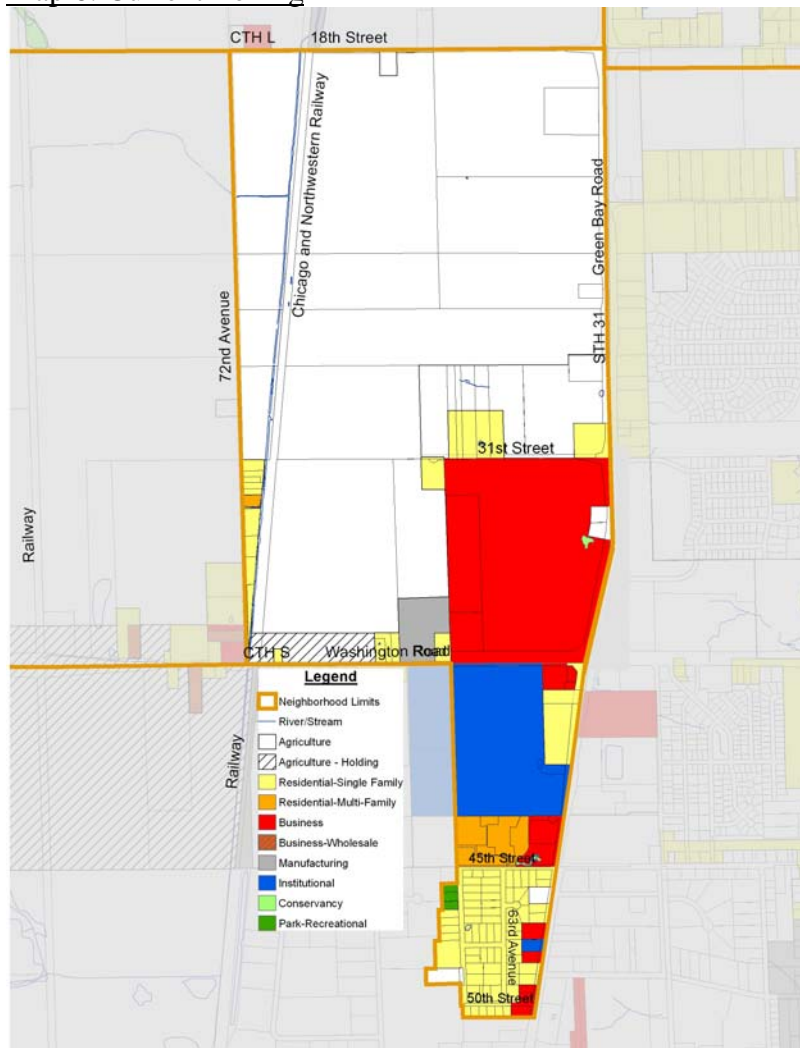 CTH L
18th Street
Chicago and Northwestern Railway
Green Bay Road
STH 31
72nd Avenue
31st Street
Railway
CTH S
Washington Road
Road
Legend
Neighborhood Limits
River/Stream
Agriculture
Agriculture - Holding
Residential-Single Family
Residential-Multi-Family
Business
Business-Wholesale
Manufacturing
Institutional
Conservancy
Park-Recreational
Railway
45th Street
63rd Avenue
50th Street